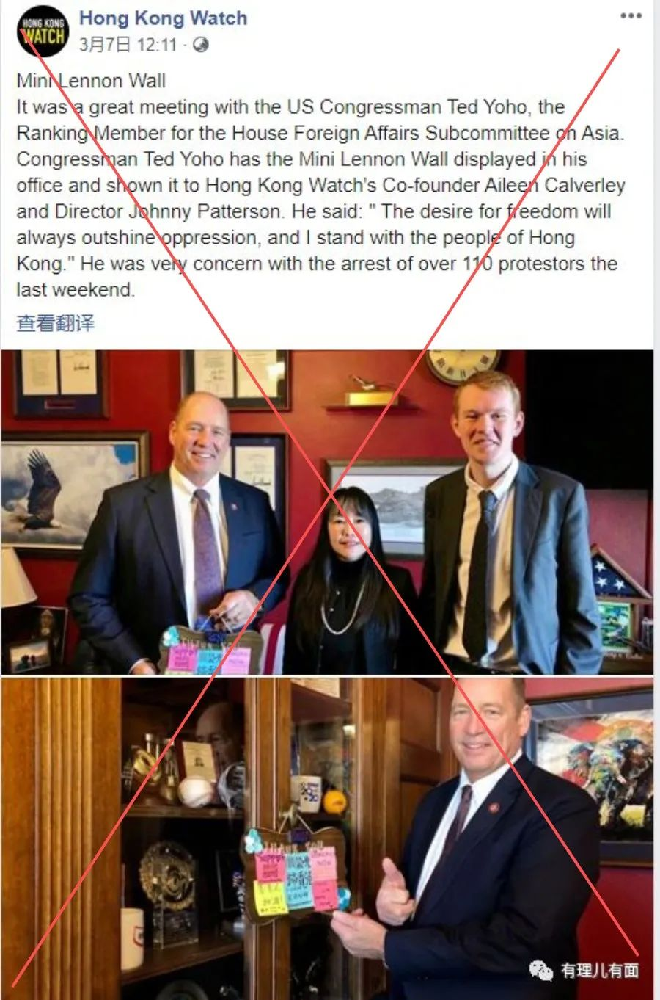 HONG KONG
WATCH
Hong Kong Watch
3月7日 12:11 ·
Mini Lennon Wall
It was a great meeting with the US Congressman Ted Yoho, the
Ranking Member for the House Foreign Affairs Subcommittee on Asia.
Congressman Ted Yoho has the Mini Lennon Wall displayed in his
office and shown it to Hong Kong Watch's Co-founder Aileen Calverley
and Director Johnny Patterson. He said: " The desire for freedom will
always outshine oppression, and I stand with the people of Hong
Kong." He was very concern with the arrest of over 110 protestors the
last weekend.
查看翻译
THANK YOU
有理儿有面